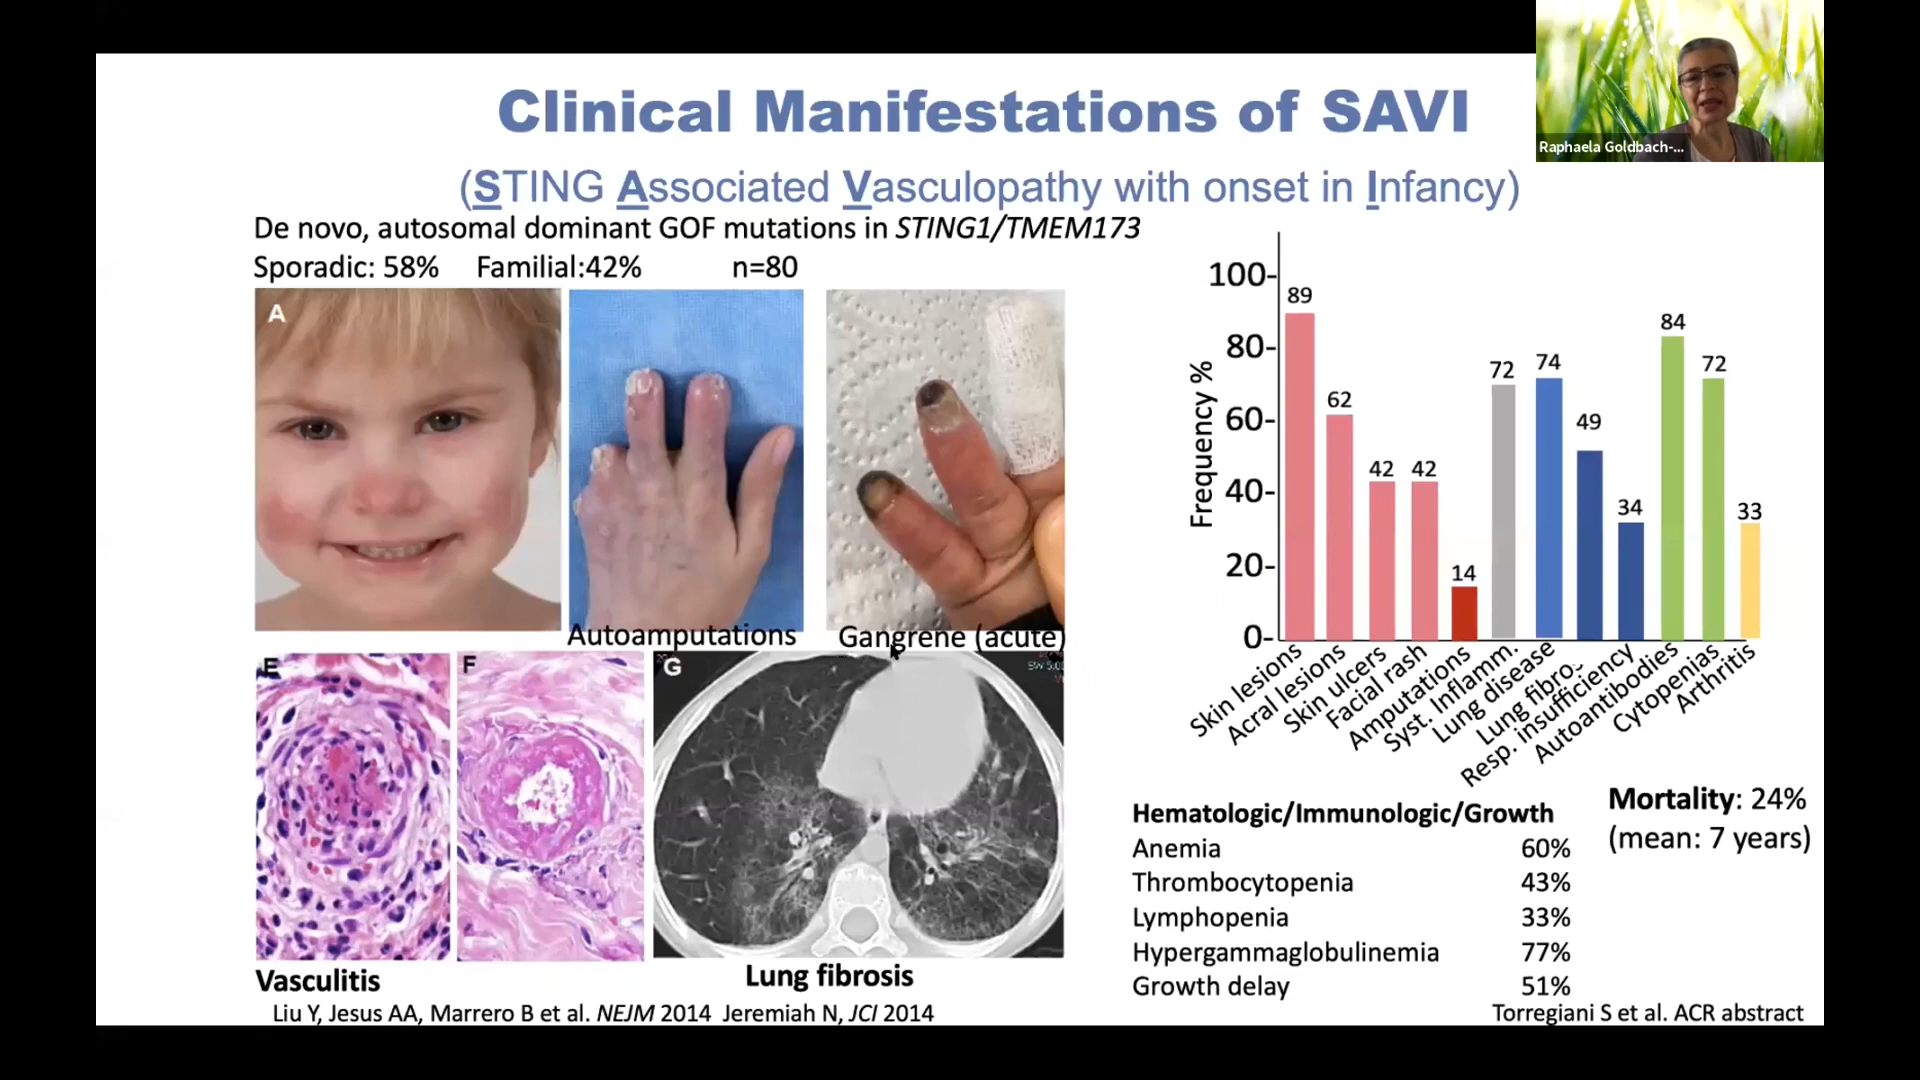 Clinical Manifestations of SAVI
(STING Associated Vasculopathy with onset in Infancy)
Raphaela Goldbach-...
De novo, autosomal dominant GOF mutations in STING1/TMEM173
Sporadic: 58% Familial:42% n=80
A
Autoamputations
Gangrene (acute)
E
F
G
Vasculitis
Lung fibrosis
Liu Y, Jesus AA, Marrero B et al. NEJM 2014 Jeremiah N, JCI 2014
Frequency %
100-
80-
60-
40-
20-
0-
89
62
42
42
14
72
74
49
34
84
72
33
Skin lesions
Acral lesions
Skin ulcers
Facial rash
Amputations
Syst. Inflamm.
Lung disease
Lung fibro
Resp. insufficiency
Autoantibodies
Cytopenias
Arthritis
Hematologic/Immunologic/Growth
Anemia 60%
Thrombocytopenia 43%
Lymphopenia 33%
Hypergammaglobulinemia 77%
Growth delay 51%
Mortality: 24%
(mean: 7 years)
Torregiani S et al. ACR abstract